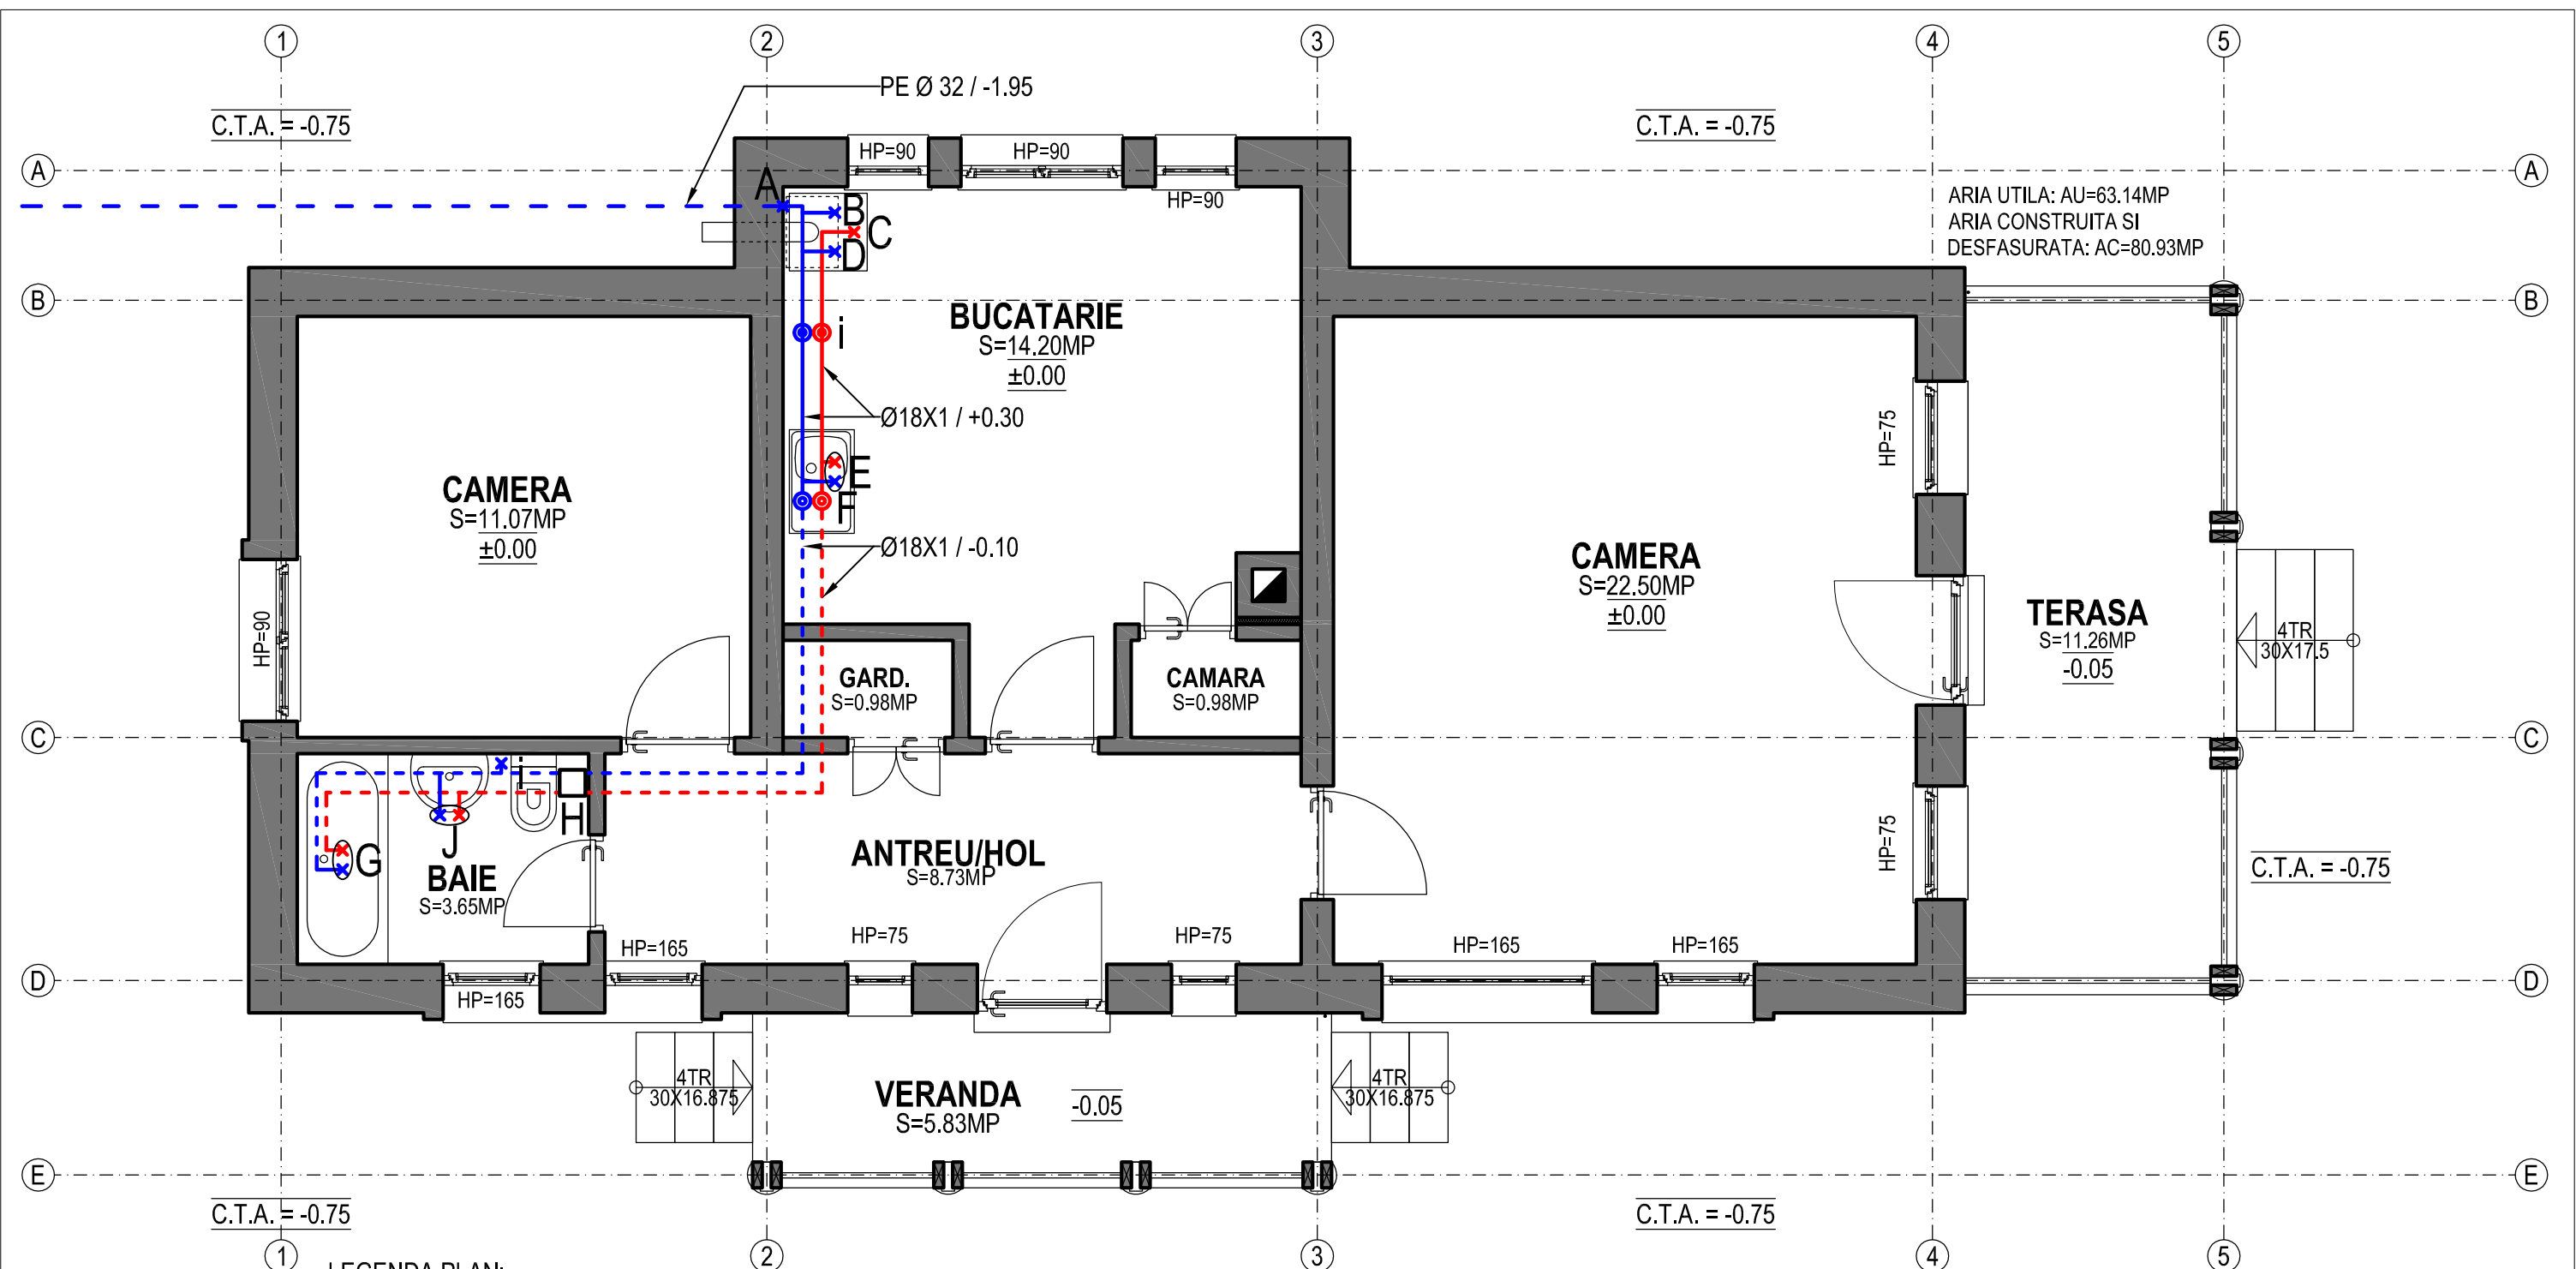 1
2
3
4
5
PE Ø 32 / -1.95
C.T.A. = -0.75
C.T.A. = -0.75
A
HP=90
HP=90
A
A
HP=90
ARIA UTILA: AU=63.14MP
ARIA CONSTRUITA SI
DESFASURATA: AC=80.93MP
B
C
D
B
B
BUCATARIE
S=14.20MP
±0.00
i
Ø18X1 / +0.30
HP=75
E
F
CAMERA
S=11.07MP
±0.00
Ø18X1 / -0.10
CAMERA
S=22.50MP
±0.00
HP=90
TERASA
S=11.26MP
-0.05
4TR
30X17.5
GARD.
S=0.98MP
CAMARA
S=0.98MP
C
C
i
H
J
G
BAIE
S=3.65MP
ANTREU/HOL
S=8.73MP
HP=75
C.T.A. = -0.75
HP=165
HP=75
HP=75
HP=165
HP=165
D
HP=165
D
4TR
30X16.875
VERANDA
S=5.83MP
-0.05
4TR
30X16.875
E
E
C.T.A. = -0.75
C.T.A. = -0.75
1
2
3
4
5
LEGENDA PLAN: